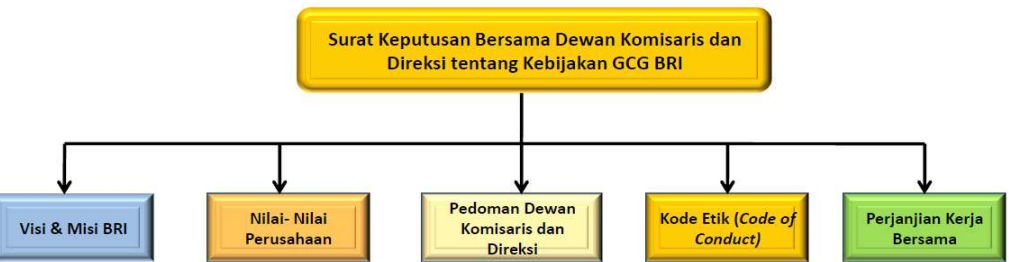 Surat Keputusan Bersama Dewan Komisaris dan
Direksi tentang Kebijakan GCG BRI
Visi & Misi BRI
Nilai- Nilai
Perusahaan
Pedoman Dewan
Komisaris dan
Direksi
Kode Etik (Code of
Conduct)
Perjanjian Kerja
Bersama